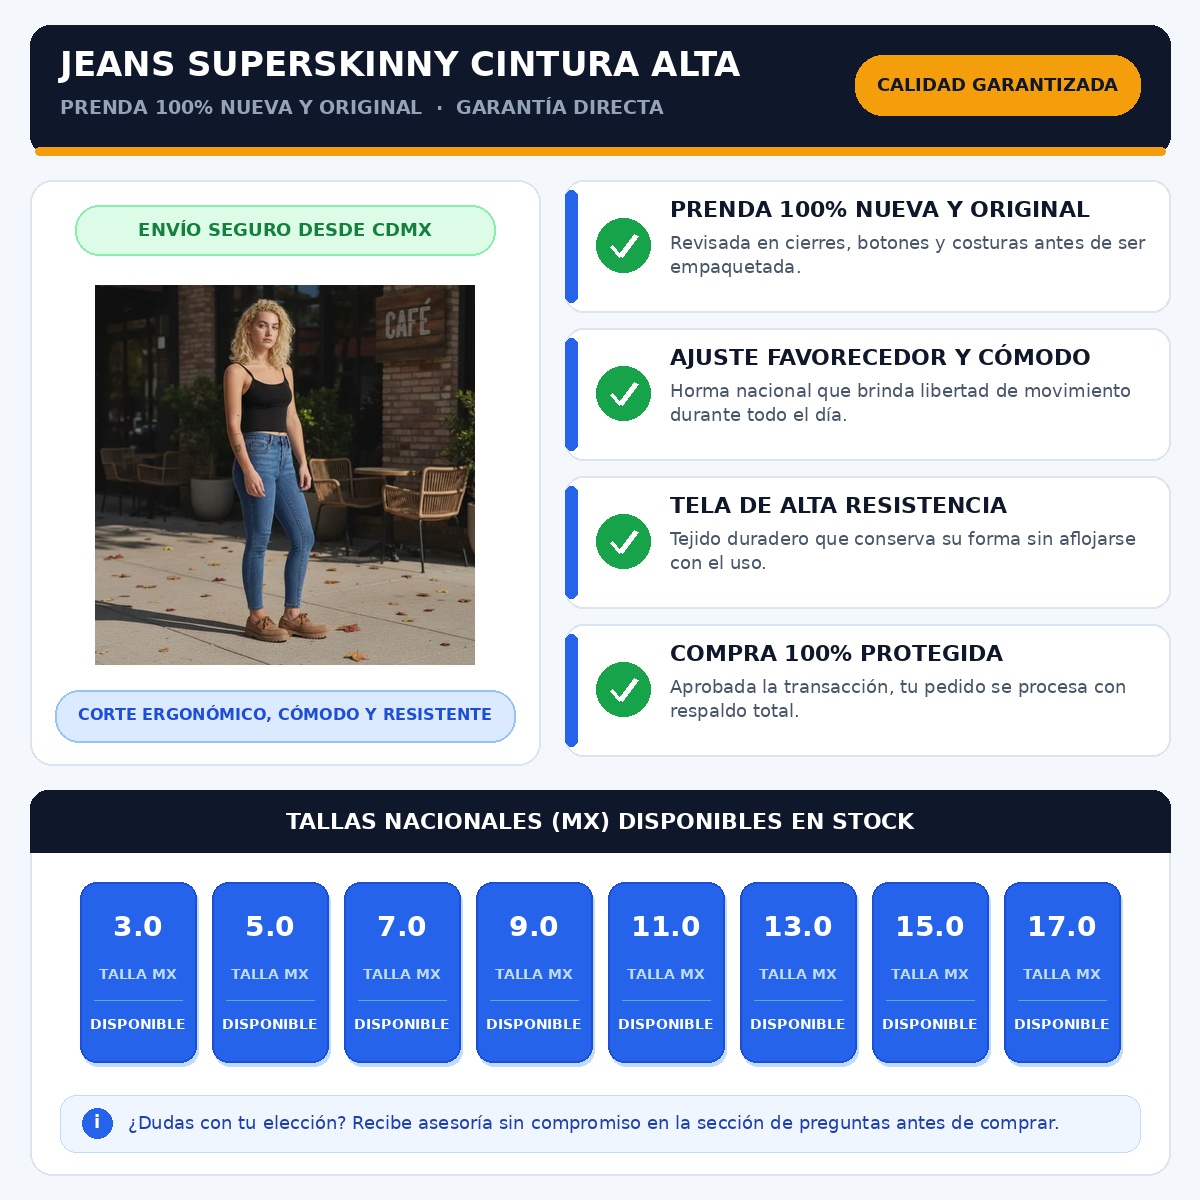 JEANS SUPERSKINNY CINTURA ALTA
PRENDA 100% NUEVA Y ORIGINAL · GARANTÍA DIRECTA
CALIDAD GARANTIZADA
ENVÍO SEGURO DESDE CDMX
CAFÉ
CORTE ERGONÓMICO, CÓMODO Y RESISTENTE
PRENDA 100% NUEVA Y ORIGINAL
Revisada en cierres, botones y costuras antes de ser
empaquetada.
AJUSTE FAVORECEDOR Y CÓMODO
Horma nacional que brinda libertad de movimiento
durante todo el día.
TELA DE ALTA RESISTENCIA
Tejido duradero que conserva su forma sin aflojarse
con el uso.
COMPRA 100% PROTEGIDA
Aprobada la transacción, tu pedido se procesa con
respaldo total.
TALLAS NACIONALES (MX) DISPONIBLES EN STOCK
3.0 5.0 7.0 9.0 11.0 13.0 15.0 17.0
TALLA MX TALLA MX TALLA MX TALLA MX TALLA MX TALLA MX TALLA MX TALLA MX
DISPONIBLE DISPONIBLE DISPONIBLE DISPONIBLE DISPONIBLE DISPONIBLE DISPONIBLE DISPONIBLE
i ¿Dudas con tu elección? Recibe asesoría sin compromiso en la sección de preguntas antes de comprar.